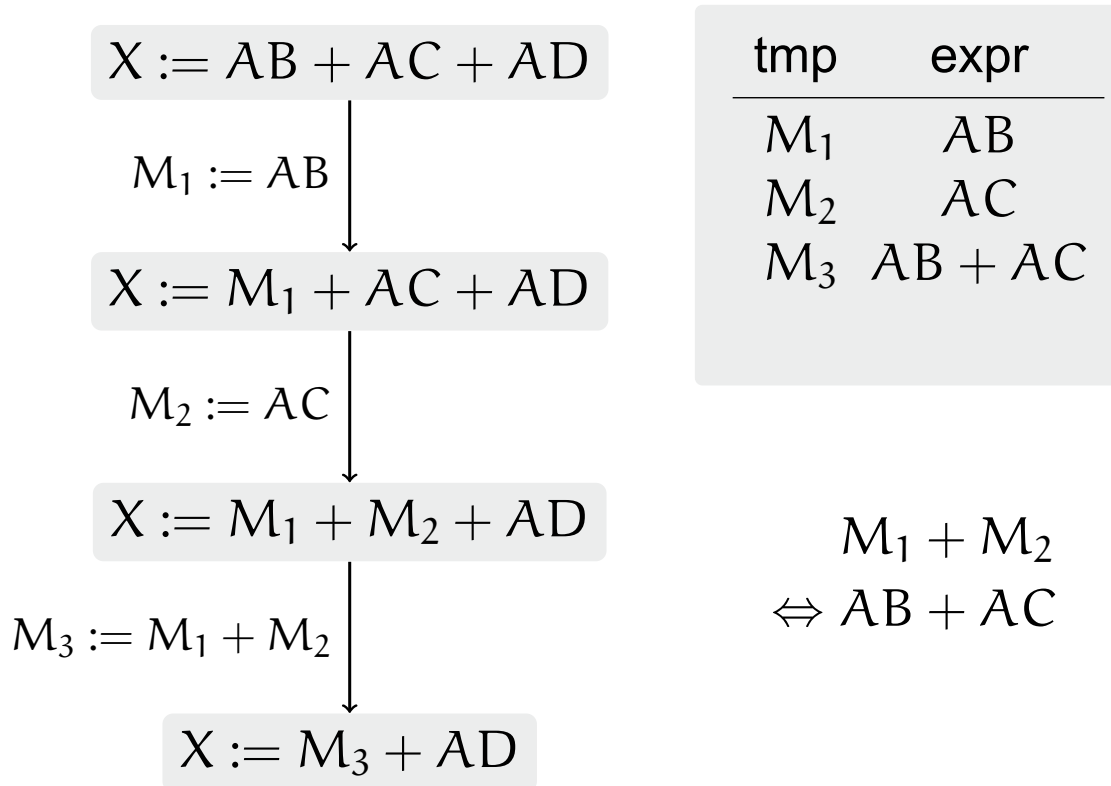 X := AB + AC + AD
M₁ := AB
X := M₁ + AC + AD
M₂ := AC
X := M₁ + M₂ + AD
M₃ := M₁ + M₂
X := M₃ + AD
tmp expr
M₁ AB
M₂ AC
M₃ AB + AC
M₁ + M₂
⇔ AB + AC